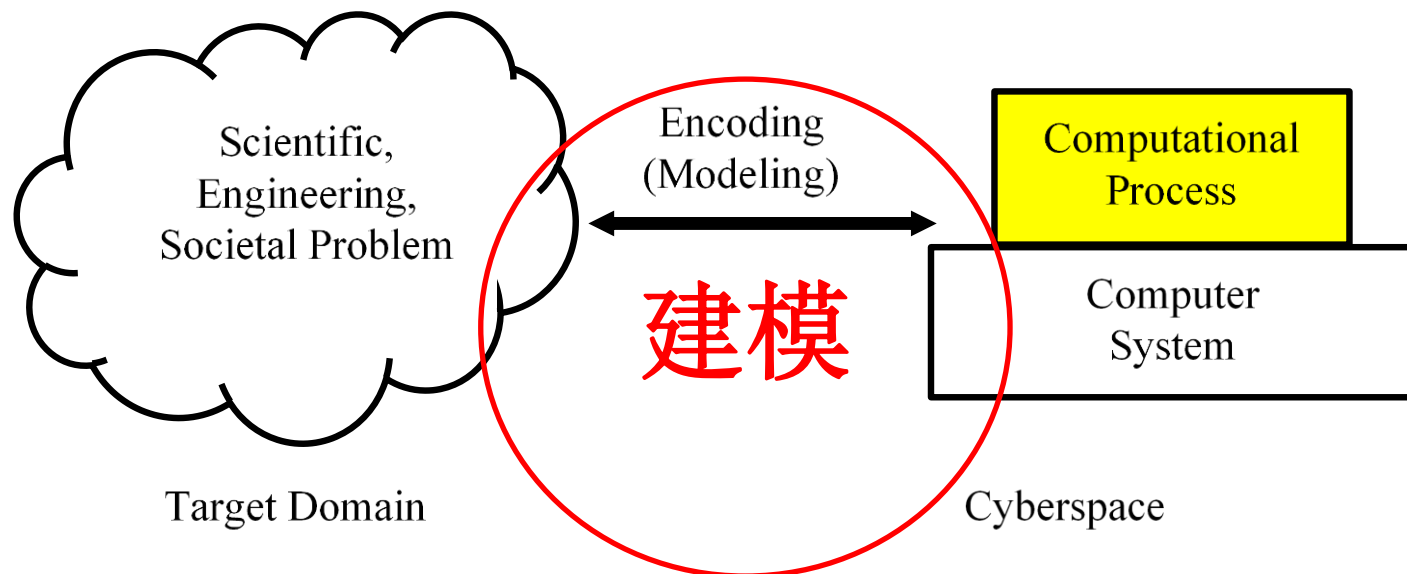 Scientific,
Engineering,
Societal Problem
Encoding
(Modeling)
建模
Computational
Process
Computer
System
Target Domain
Cyberspace